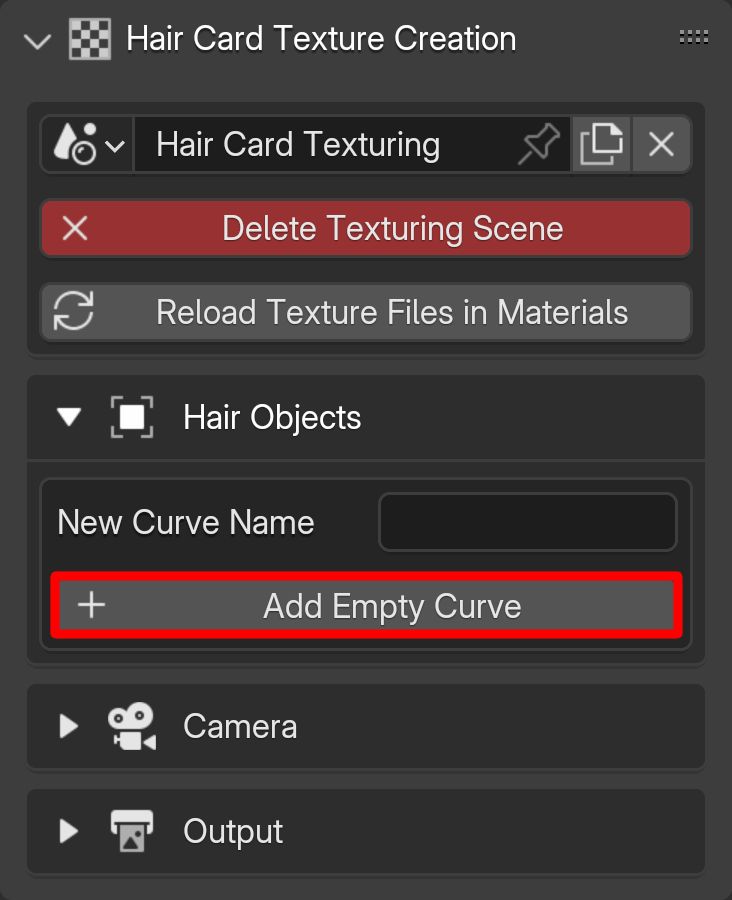 Hair Card Texture Creation
Hair Card Texturing
Delete Texturing Scene
Reload Texture Files in Materials
Hair Objects
New Curve Name
Add Empty Curve
Camera
Output